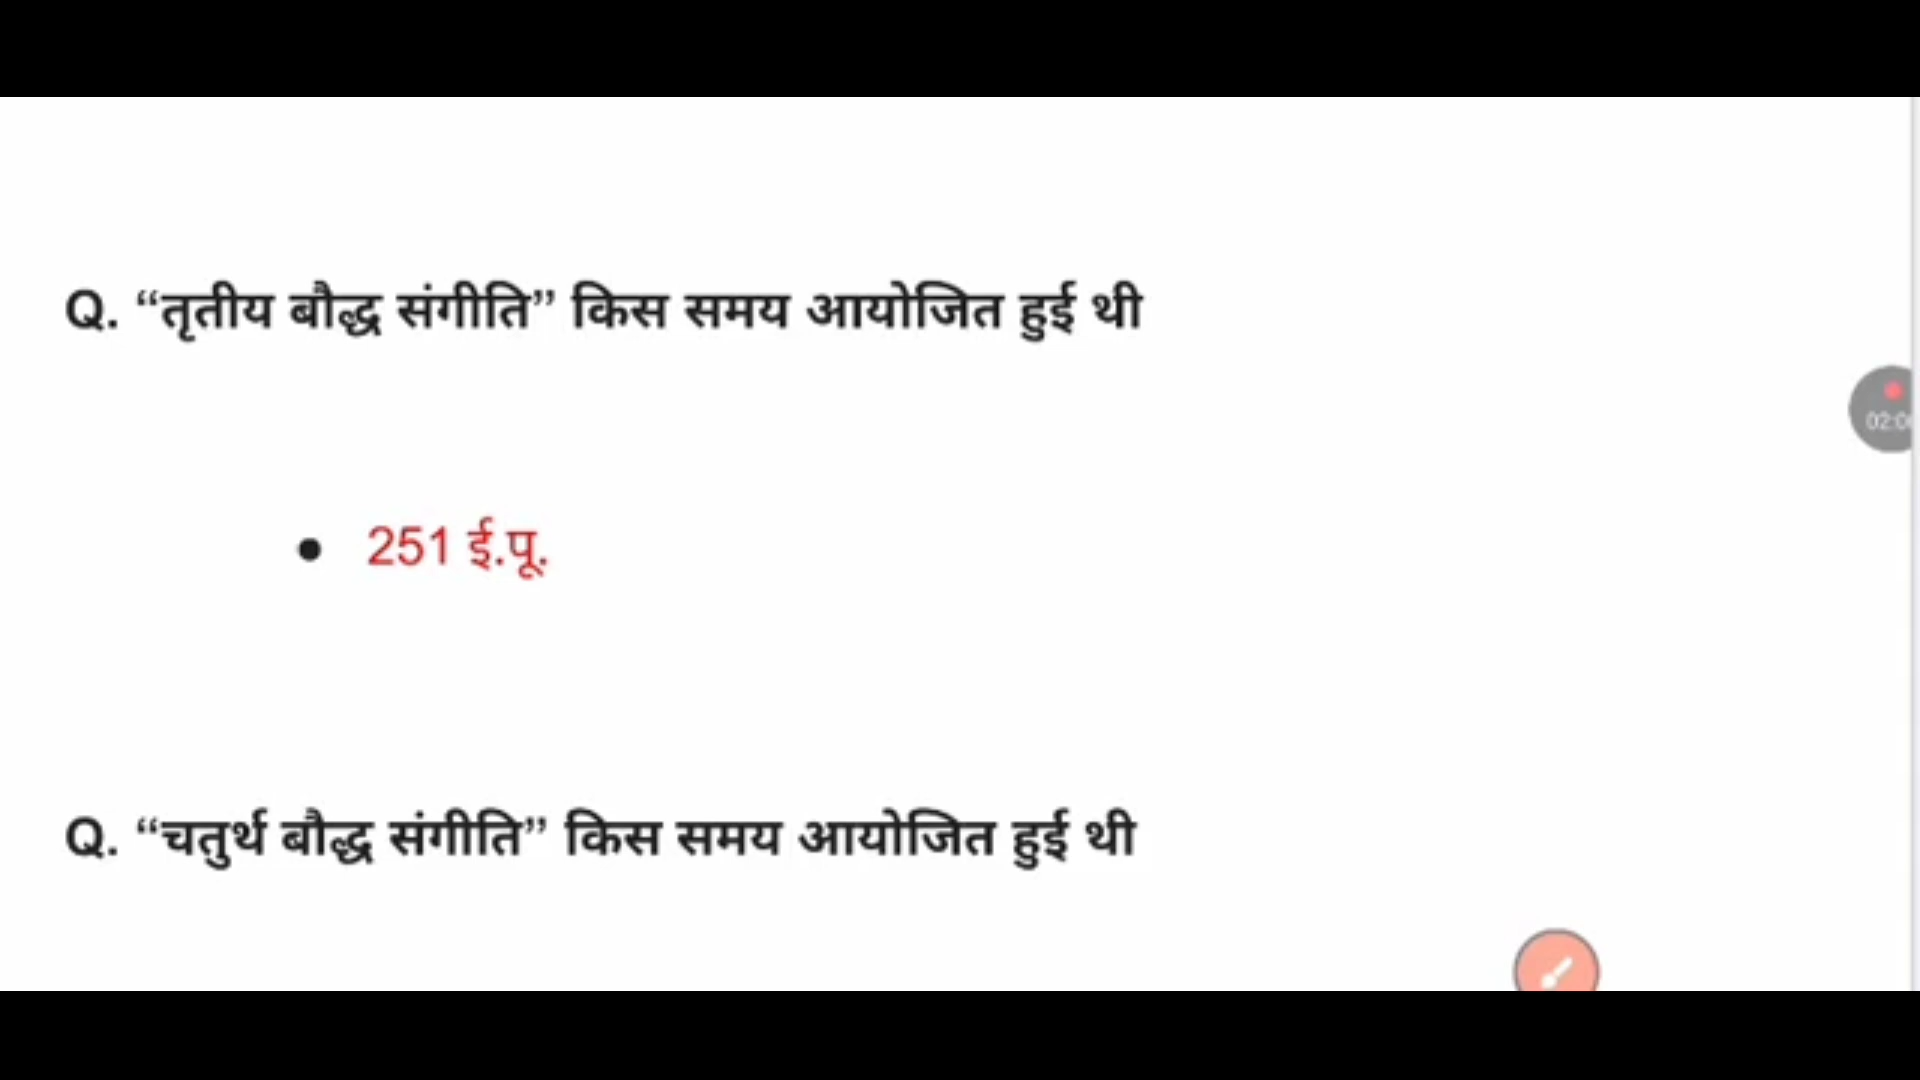 Q. “तृतीय बौद्ध संगीति” किस समय आयोजित हुई थी
• 251 ई.पू.
Q. “चतुर्थ बौद्ध संगीति” किस समय आयोजित हुई थी